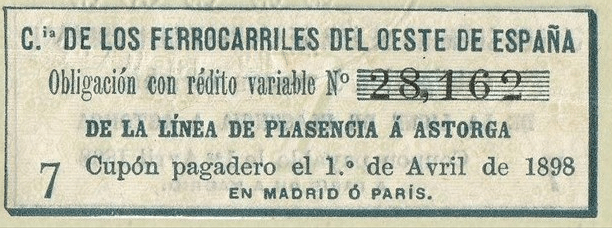 C.ia DE LOS FERROCARRILES DEL OESTE DE ESPAÑA
Obligación con rédito variable No 28,162
DE LA LÍNEA DE PLASENCIA Á ASTORGA
7 Cupón pagadero el 1.o de Avril de 1898
EN MADRID Ó PARÍS.